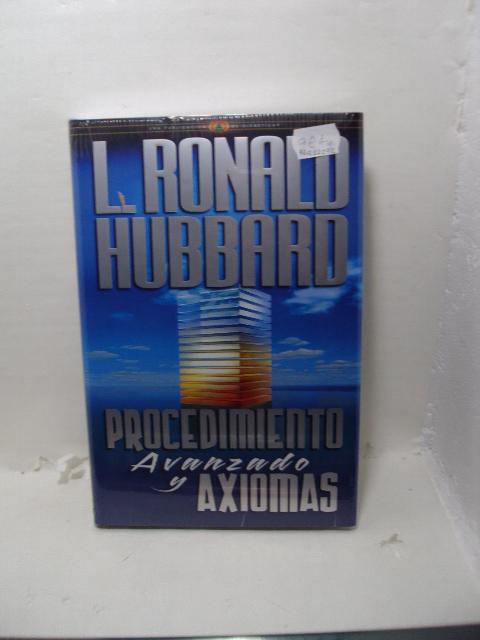 L. RONALD
HUBBARD
PROCEDIMIENTO
Avanzado
y
AXIOMAS